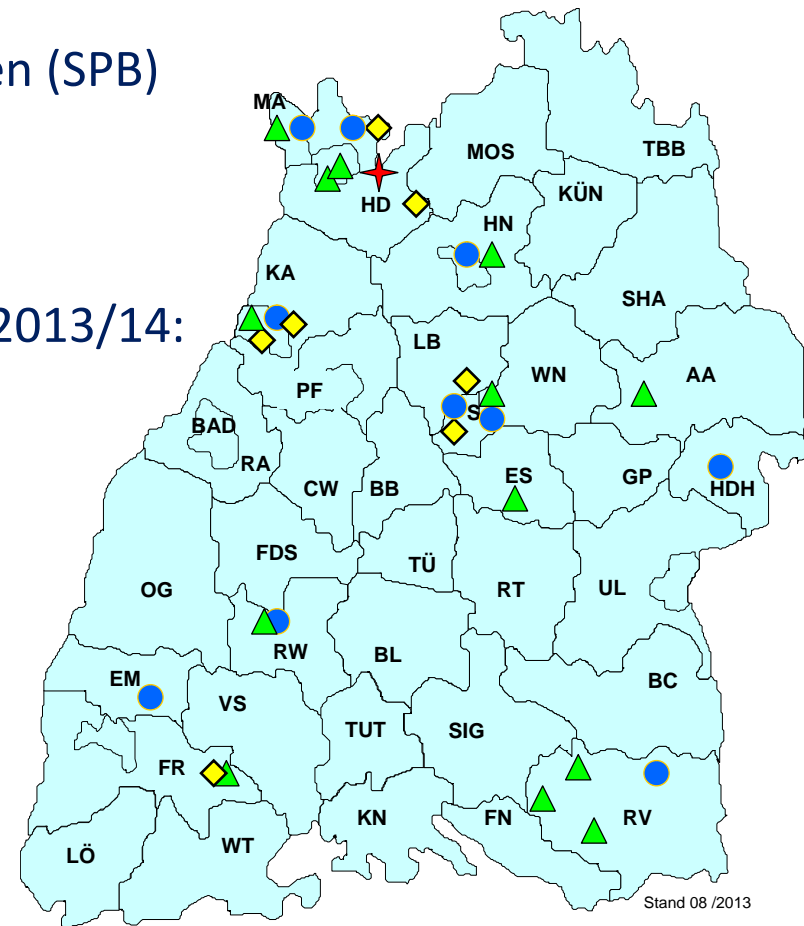 en (SPB)
MA
MOS
TBB
KÜN
HD
HN
KA
SHA
2013/14:
LB
WN
AA
PF
BAD
S
RA
ES
GP
CW
BB
HDH
FDS
TÜ
OG
RT
UL
RW
BL
EM
BC
VS
TUT
SIG
FR
KN
FN
RV
WT
LÖ
Stand 08 /2013